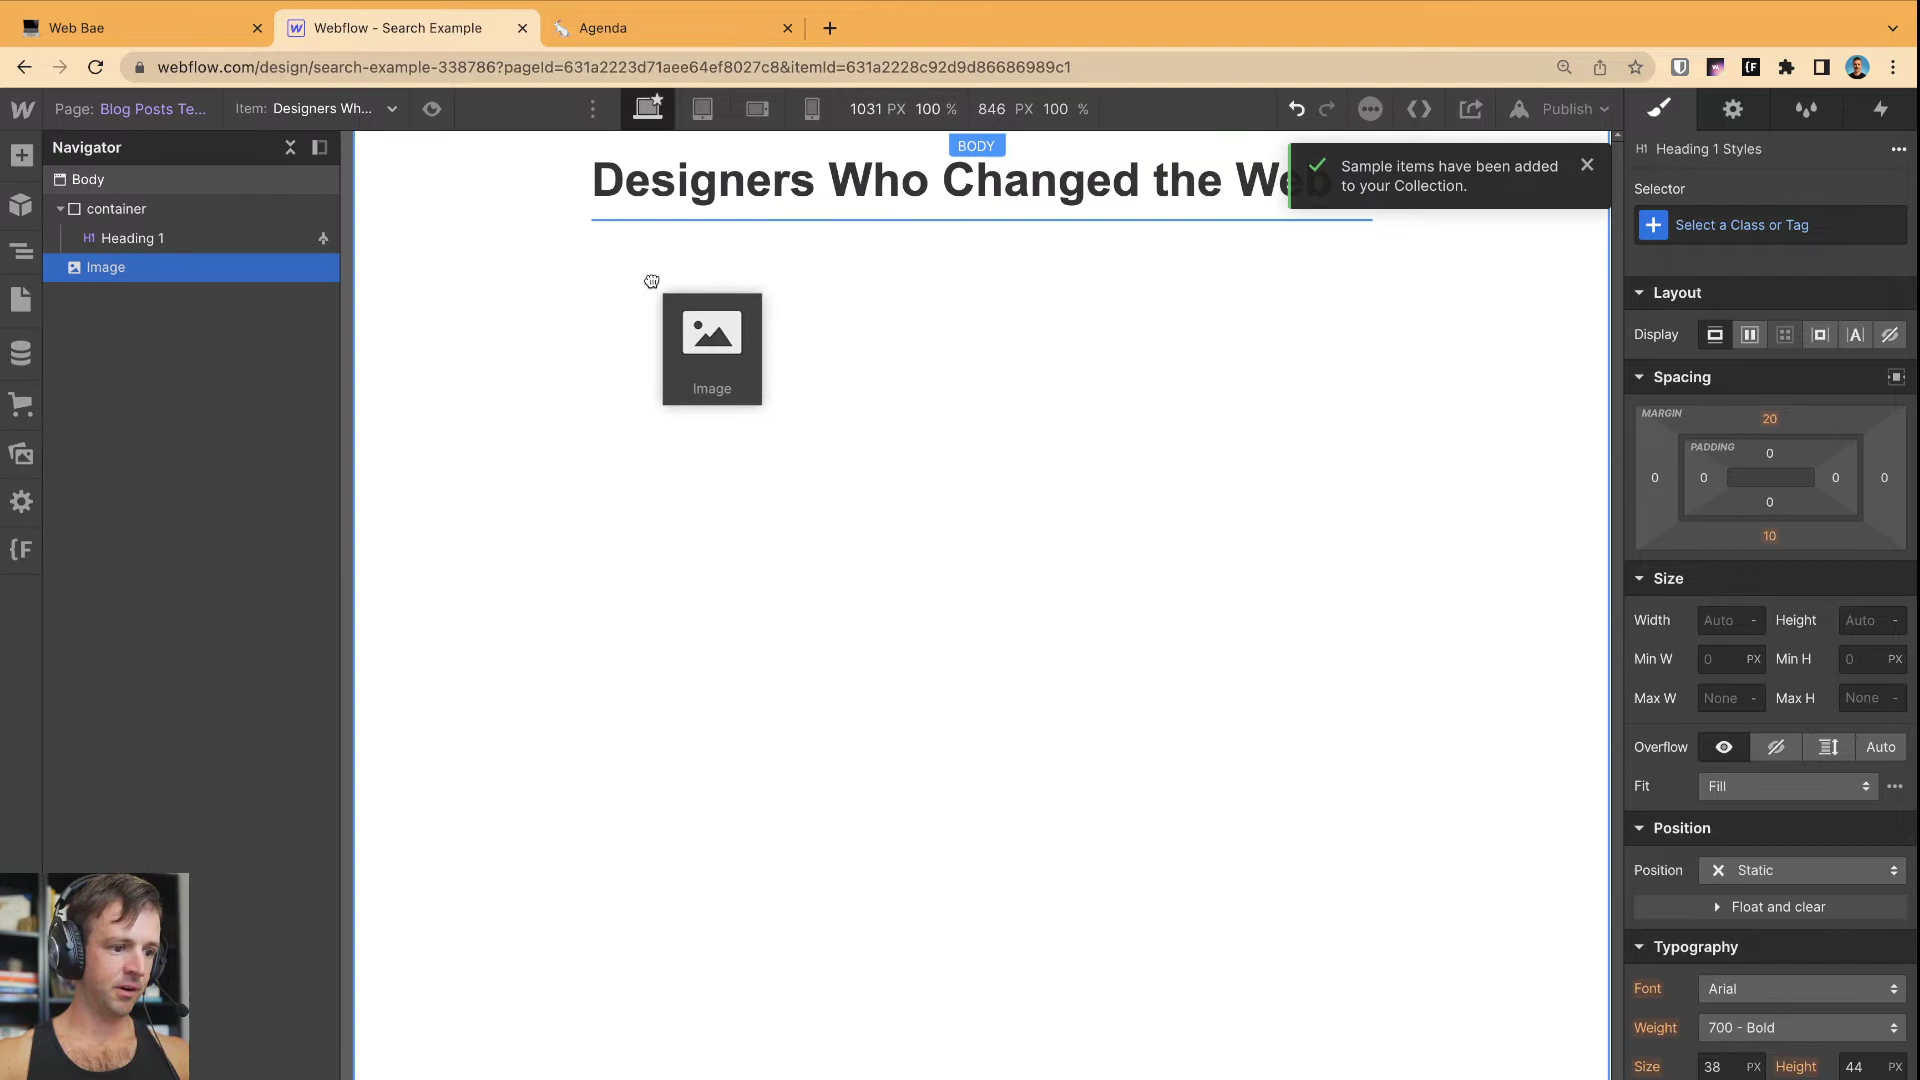 Web Bae
Webflow - Search Example
Agenda
webflow.com/design/search-example-338786?pageId=631a2223d71aee64ef8027c8&itemId=631a2228c92d9d86686989c1
Page: Blog Posts Te...
Item: Designers Wh...
1031 PX 100 % 846 PX 100 %
Publish
Navigator
Body
container
H1 Heading 1
Image
{F
BODY
Designers Who Changed the Web
Sample items have been added
to your Collection.
Image
H1 Heading 1 Styles
Selector
Select a Class or Tag
Layout
Display
Spacing
MARGIN
20
PADDING
0
0 0 0 0
0
10
Size
Width Auto - Height Auto -
Min W 0 PX Min H 0 PX
Max W None - Max H None -
Overflow Auto
Fit Fill
Position
Position Static
Float and clear
Typography
Font Arial
Weight 700 - Bold
Size 38 PX Height 44 PX